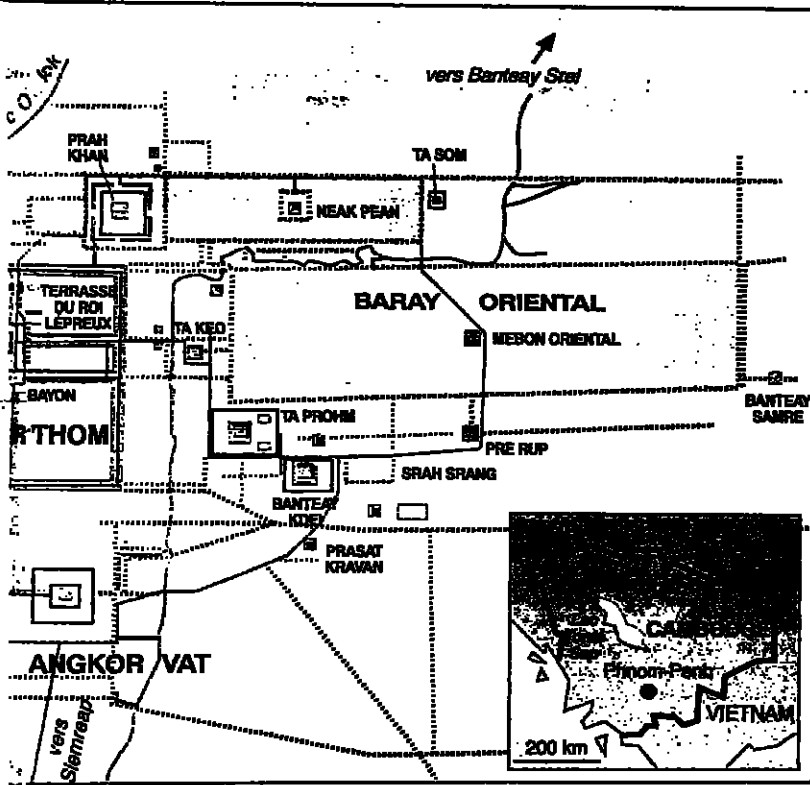 vers Banteay Srei
PRAH
KHAN
TA SOM
NEAK PEAN
TERRASSE
DU ROI
LÉPREUX
BARAY ORIENTAL
TA KEO
MEBON ORIENTAL
BAYON
BANTEAY
SAMRE
R THOM
TA PROHM
PRE RUP
SRAH SRANG
BANTEAY
KDEI
PRASAT
KRAVAN
ANGKOR VAT
vers
Siemreap
Phnom-Penh
VIETNAM
200 km